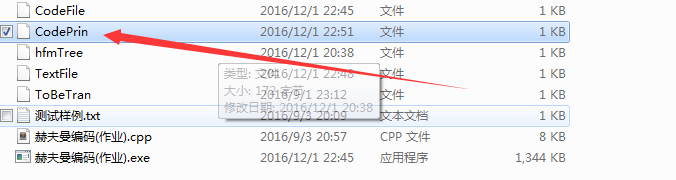 CodeFile 2016/12/1 22:45 文件 1 KB
CodePrin 2016/12/1 22:51 文件 1 KB
hfmTree 2016/12/1 20:38 文件 1 KB
TextFile 2016/12/1 22:48 文件 1 KB
类型: 文件
ToBeTran 2016/9/1 23:12 文件 1 KB
大小: 172 字节
修改日期: 2016/12/1 20:38
测试样例.txt 2016/9/3 20:09 文本文档 1 KB
赫夫曼编码(作业).cpp 2016/9/3 20:57 CPP 文件 8 KB
赫夫曼编码(作业).exe 2016/12/1 22:45 应用程序 1,344 KB